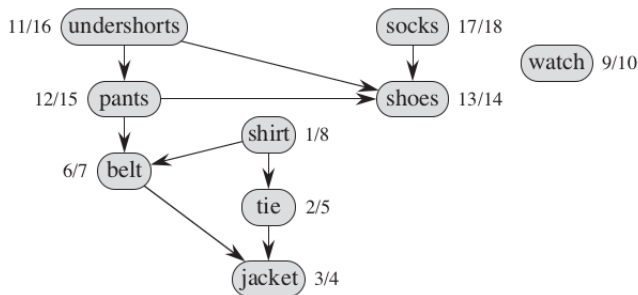 11/16 undershorts socks 17/18
watch 9/10
12/15 pants shoes 13/14
shirt 1/8
6/7 belt
tie 2/5
jacket 3/4